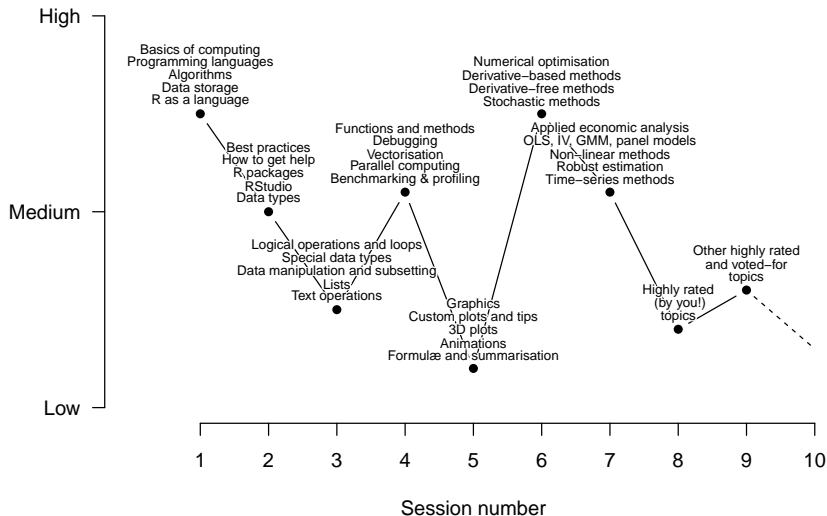 High
Medium
Low
Basics of computing
Programming languages
Algorithms
Data storage
R as a language
Best practices
How to get help
R packages
RStudio
Data types
Logical operations and loops
Special data types
Data manipulation and subsetting
Lists
Text operations
Functions and methods
Debugging
Vectorisation
Parallel computing
Benchmarking & profiling
Graphics
Custom plots and tips
3D plots
Animations
Formulæ and summarisation
Numerical optimisation
Derivative−based methods
Derivative−free methods
Stochastic methods
Applied economic analysis
OLS, IV, GMM, panel models
Non−linear methods
Robust estimation
Time−series methods
Highly rated
(by you!)
topics
Other highly rated
and voted−for
topics
1 2 3 4 5 6 7 8 9 10
Session number